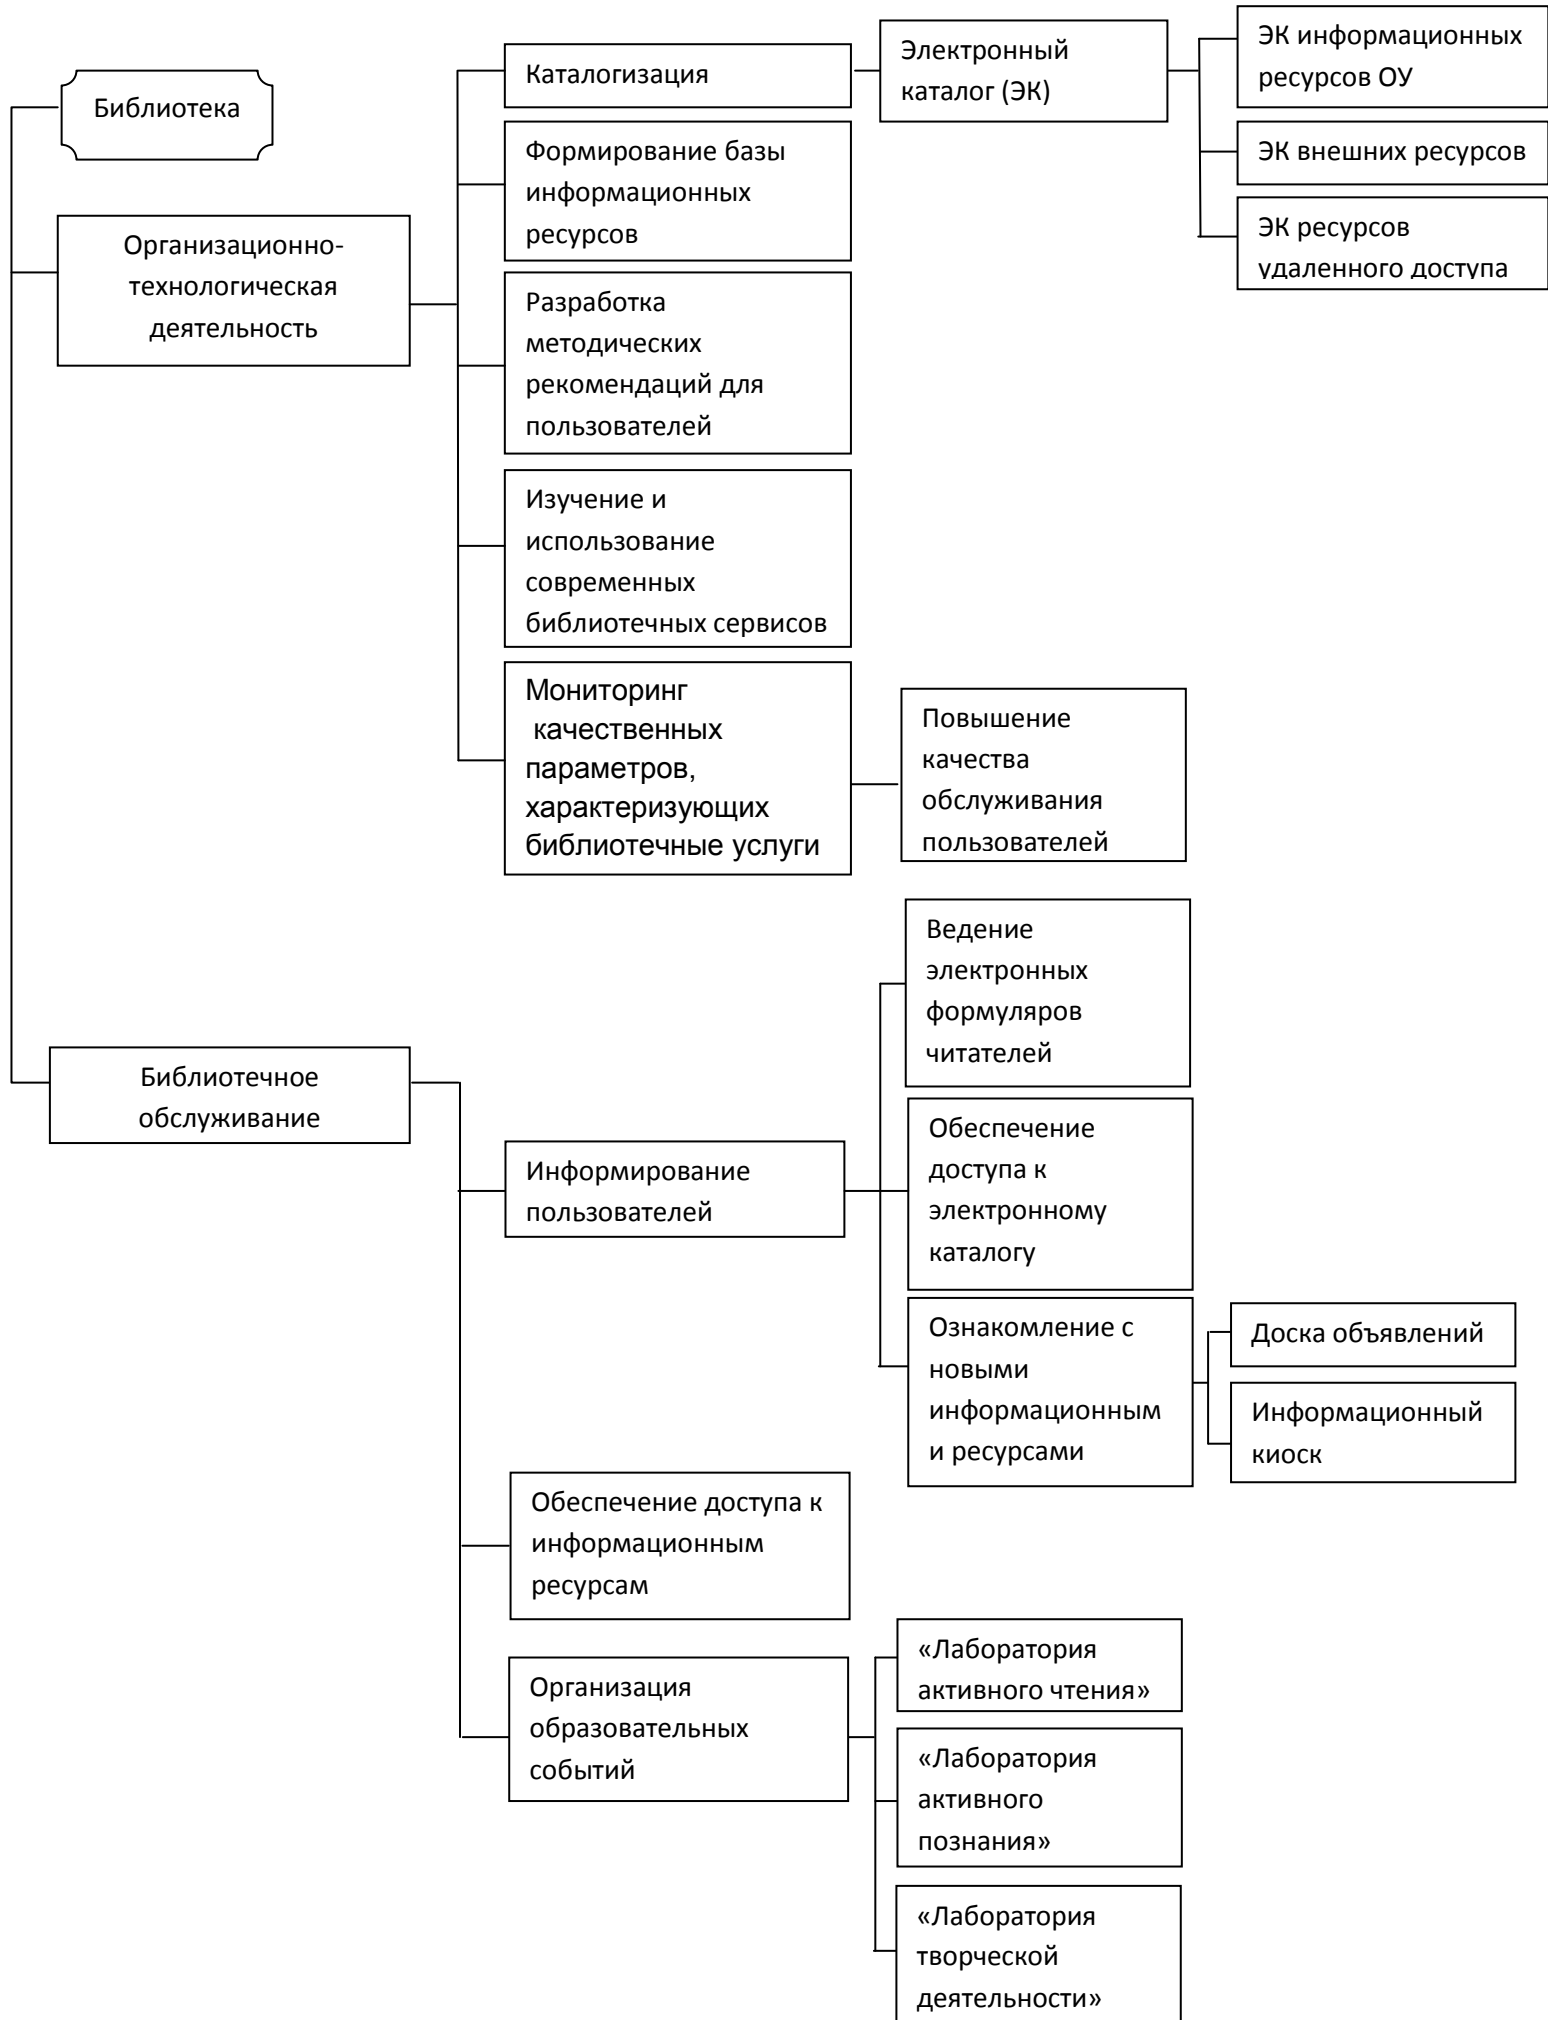 Библиотека
Организационно-
технологическая
деятельность
Каталогизация
Электронный
каталог (ЭК)
ЭК информационных
ресурсов ОУ
ЭК внешних ресурсов
ЭК ресурсов
удаленного доступа
Формирование базы
информационных
ресурсов
Разработка
методических
рекомендаций для
пользователей
Изучение и
использование
современных
библиотечных сервисов
Мониторинг
качественных
параметров,
характеризующих
библиотечные услуги
Повышение
качества
обслуживания
пользователей
Библиотечное
обслуживание
Информирование
пользователей
Ведение
электронных
формуляров
читателей
Обеспечение
доступа к
электронному
каталогу
Ознакомление с
новыми
информационным
и ресурсами
Доска объявлений
Информационный
киоск
Обеспечение доступа к
информационным
ресурсам
Организация
образовательных
событий
«Лаборатория
активного чтения»
«Лаборатория
активного
познания»
«Лаборатория
творческой
деятельности»